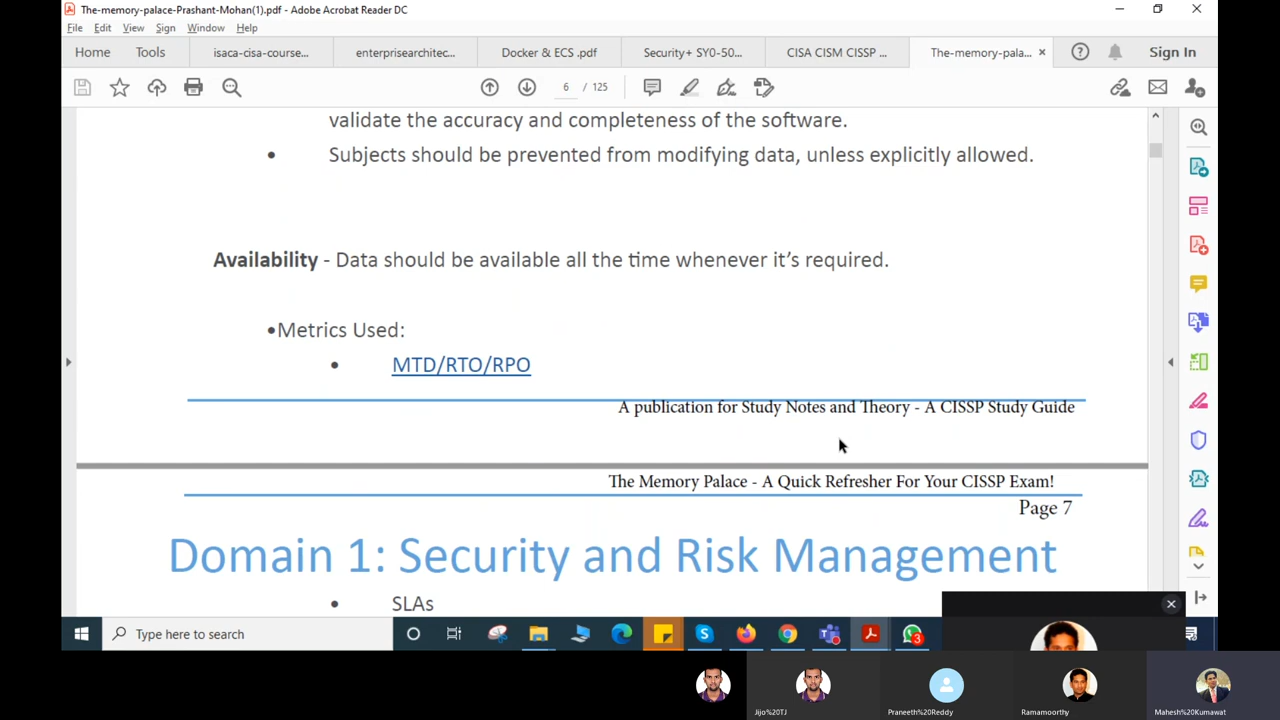 The-memory-palace-Prashant-Mohan(1).pdf - Adobe Acrobat Reader DC
File Edit View Sign Window Help
Home Tools isaca-cisa-course... enterprisearchitec... Docker & ECS .pdf Security+ SY0-50... CISA CISM CISSP ... The-memory-pala... × Sign In
6 / 125
validate the accuracy and completeness of the software.
• Subjects should be prevented from modifying data, unless explicitly allowed.
Availability - Data should be available all the time whenever it's required.
•Metrics Used:
• MTD/RTO/RPO
A publication for Study Notes and Theory - A CISSP Study Guide
The Memory Palace - A Quick Refresher For Your CISSP Exam!
Page 7
Domain 1: Security and Risk Management
• SLAs
Type here to search
3
Jijo%20TJ Praneeth%20Reddy Ramamoorthy Mahesh%20Kumawat